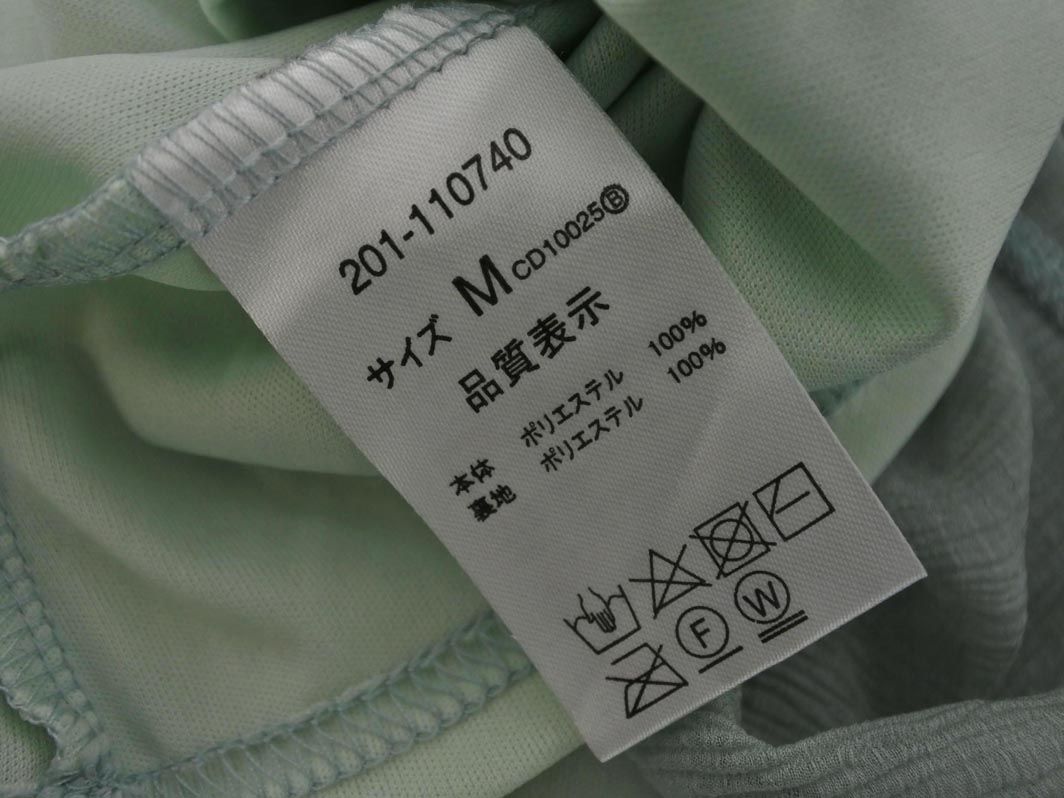 201-110740
サイズ M CD10025Ⓑ
品質表示
本体 ポリエステル 100%
裏地 ポリエステル 100%
F W